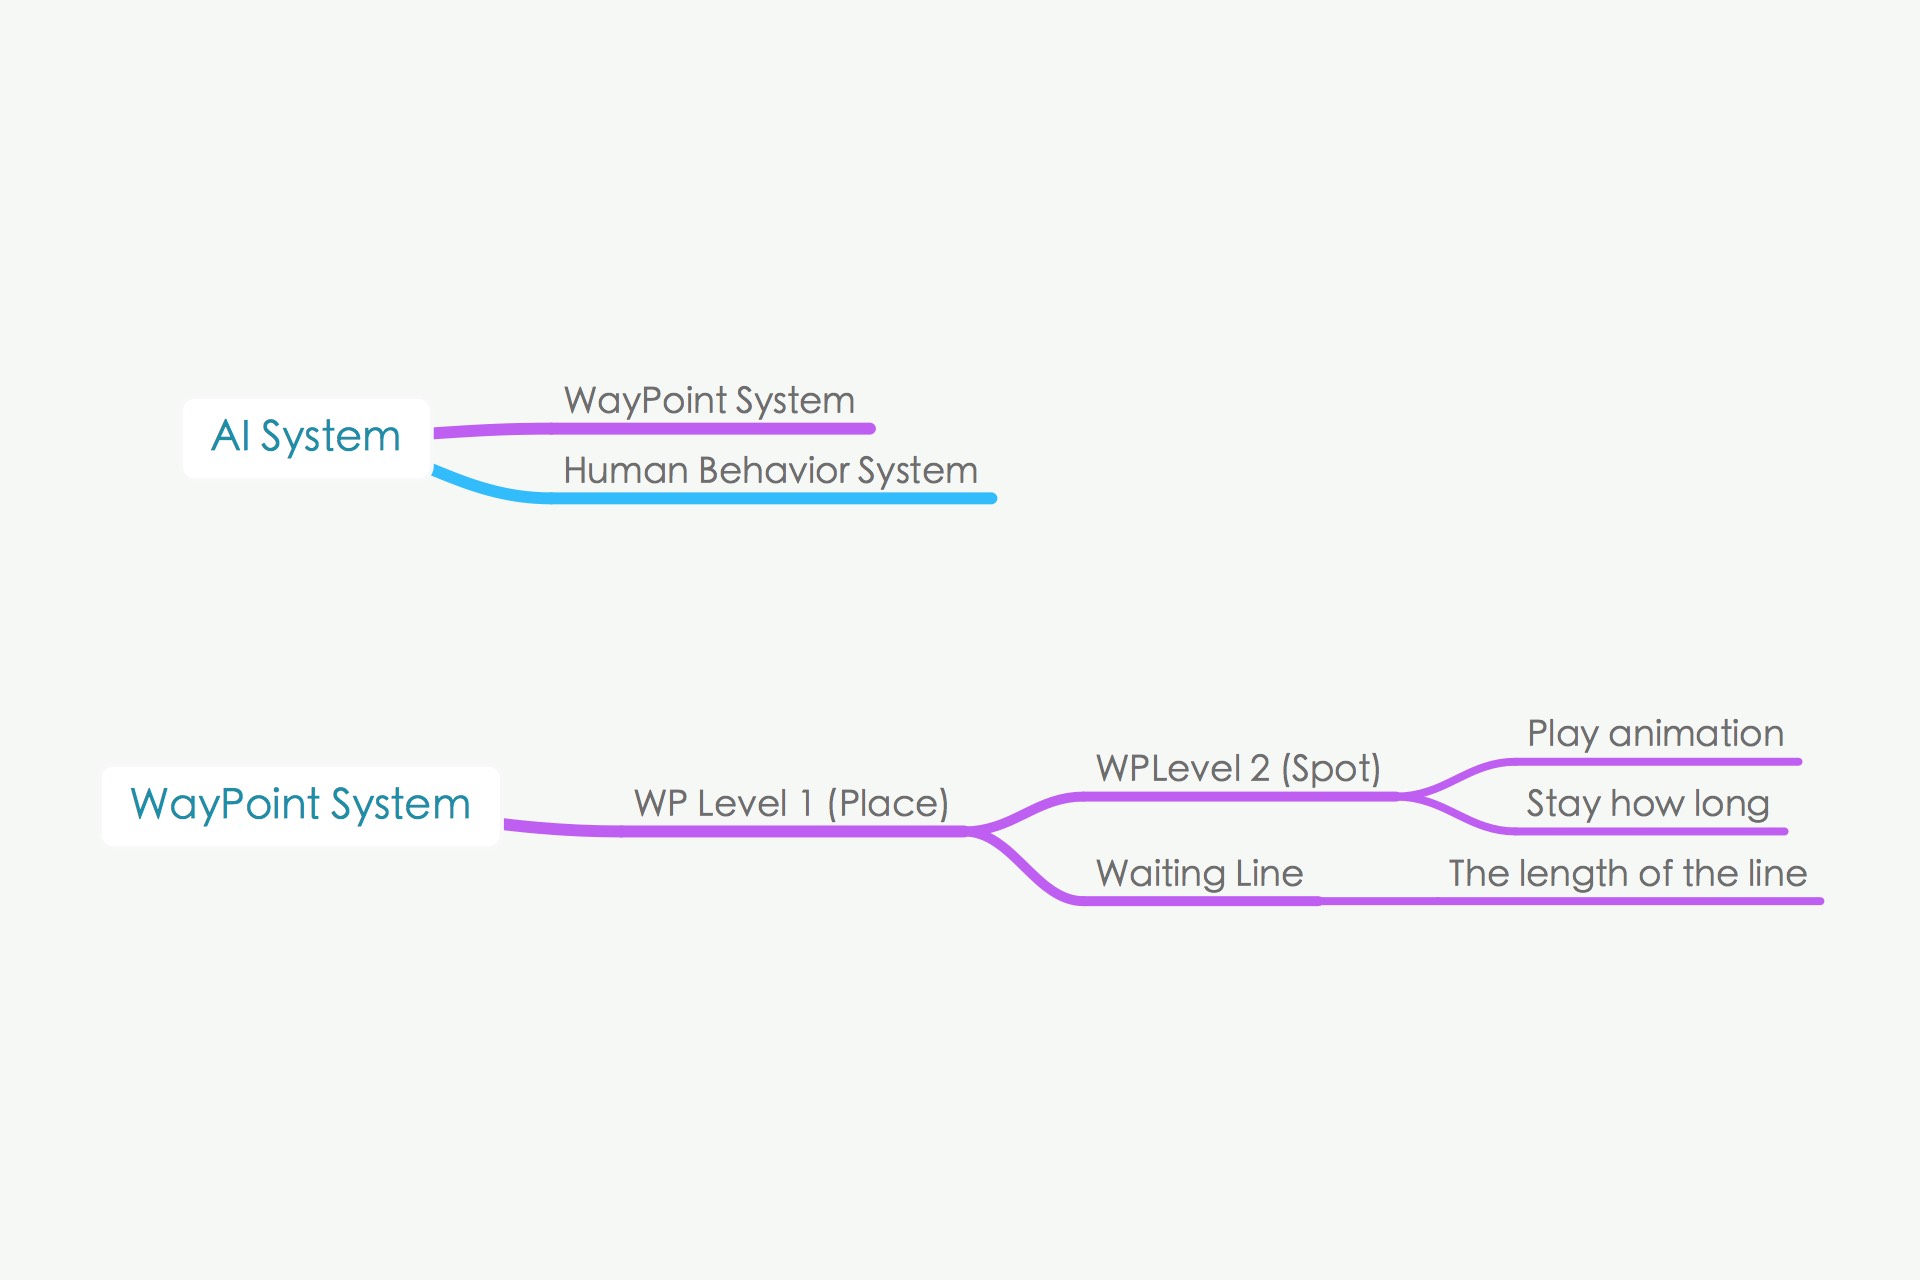 AI System
WayPoint System
Human Behavior System
WayPoint System
WP Level 1 (Place)
WPLevel 2 (Spot)
Play animation
Stay how long
Waiting Line
The length of the line